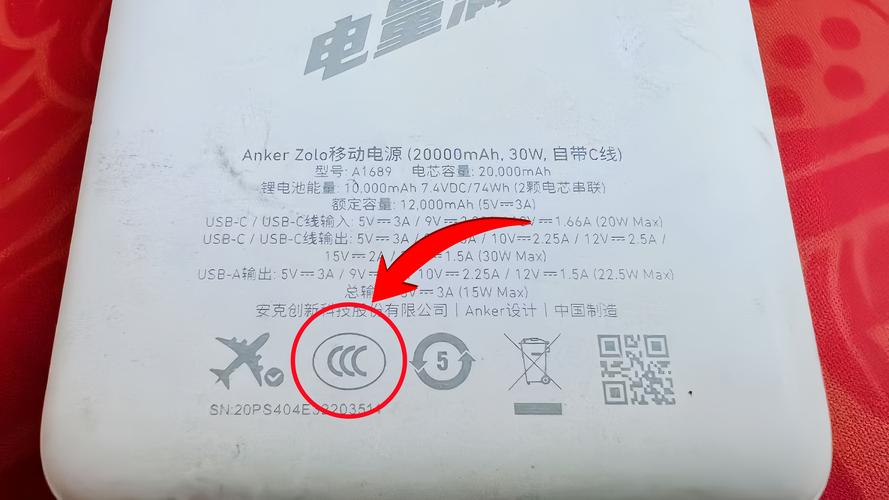 电量满
Anker Zolo移动电源 (20000mAh, 30W, 自带C线)
型号: A1689 电芯容量: 20,000mAh
锂电池能量: 10,000mAh 7.4VDC/74Wh (2颗电芯串联)
额定容量: 12,000mAh (5V⎓3A)
USB-C / USB-C线输入: 5V⎓3A / 9V⎓ 1.66A (20W Max)
USB-C / USB-C线输出: 5V⎓3A / 10V⎓2.25A / 12V⎓2.5A /
15V⎓2A / 1.5A (30W Max)
USB-A输出: 5V⎓3A / 9V 10V⎓2.25A / 12V⎓1.5A (22.5W Max)
总输 5V⎓3A (15W Max)
安克创新科技股份有限公司 | Anker设计 | 中国制造
CCC
5
SN:20PS404E